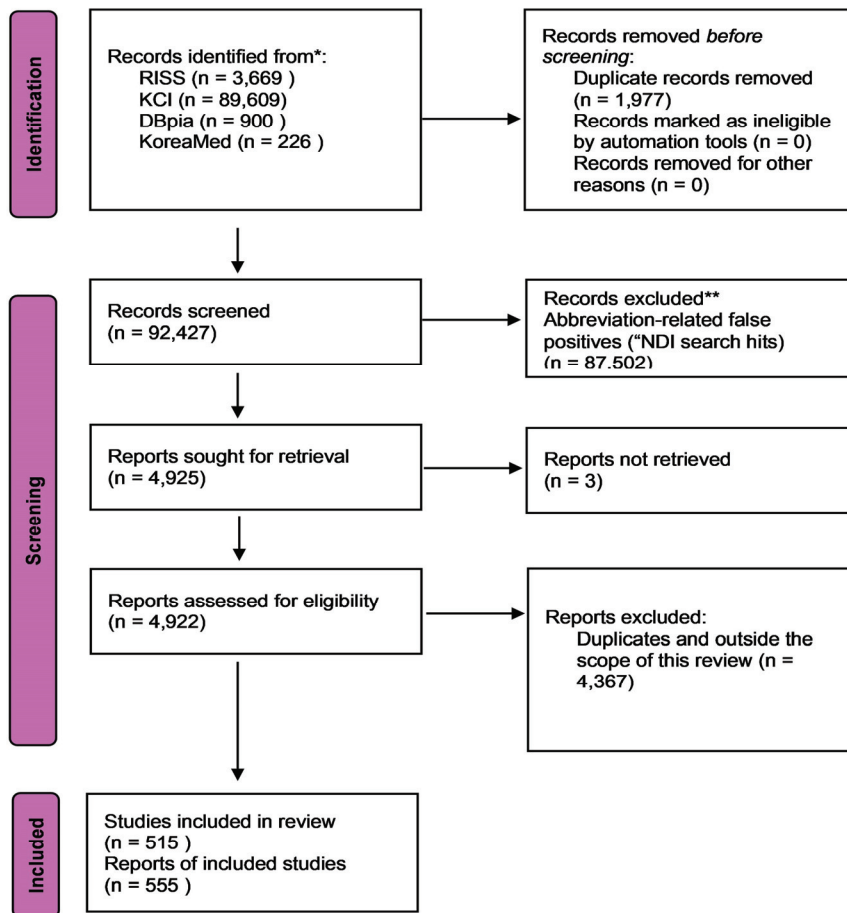 Identification
Records identified from*:
RISS (n = 3,669 )
KCI (n = 89,609)
DBpia (n = 900 )
KoreaMed (n = 226 )
Records removed before
screening:
Duplicate records removed
(n = 1,977)
Records marked as ineligible
by automation tools (n = 0)
Records removed for other
reasons (n = 0)
Screening
Records screened
(n = 92,427)
Records excluded**
Abbreviation-related false
positives (“NDI search hits)
(n = 87.502)
Reports sought for retrieval
(n = 4,925)
Reports not retrieved
(n = 3)
Reports assessed for eligibility
(n = 4,922)
Reports excluded:
Duplicates and outside the
scope of this review (n =
4,367)
Included
Studies included in review
(n = 515 )
Reports of included studies
(n = 555 )